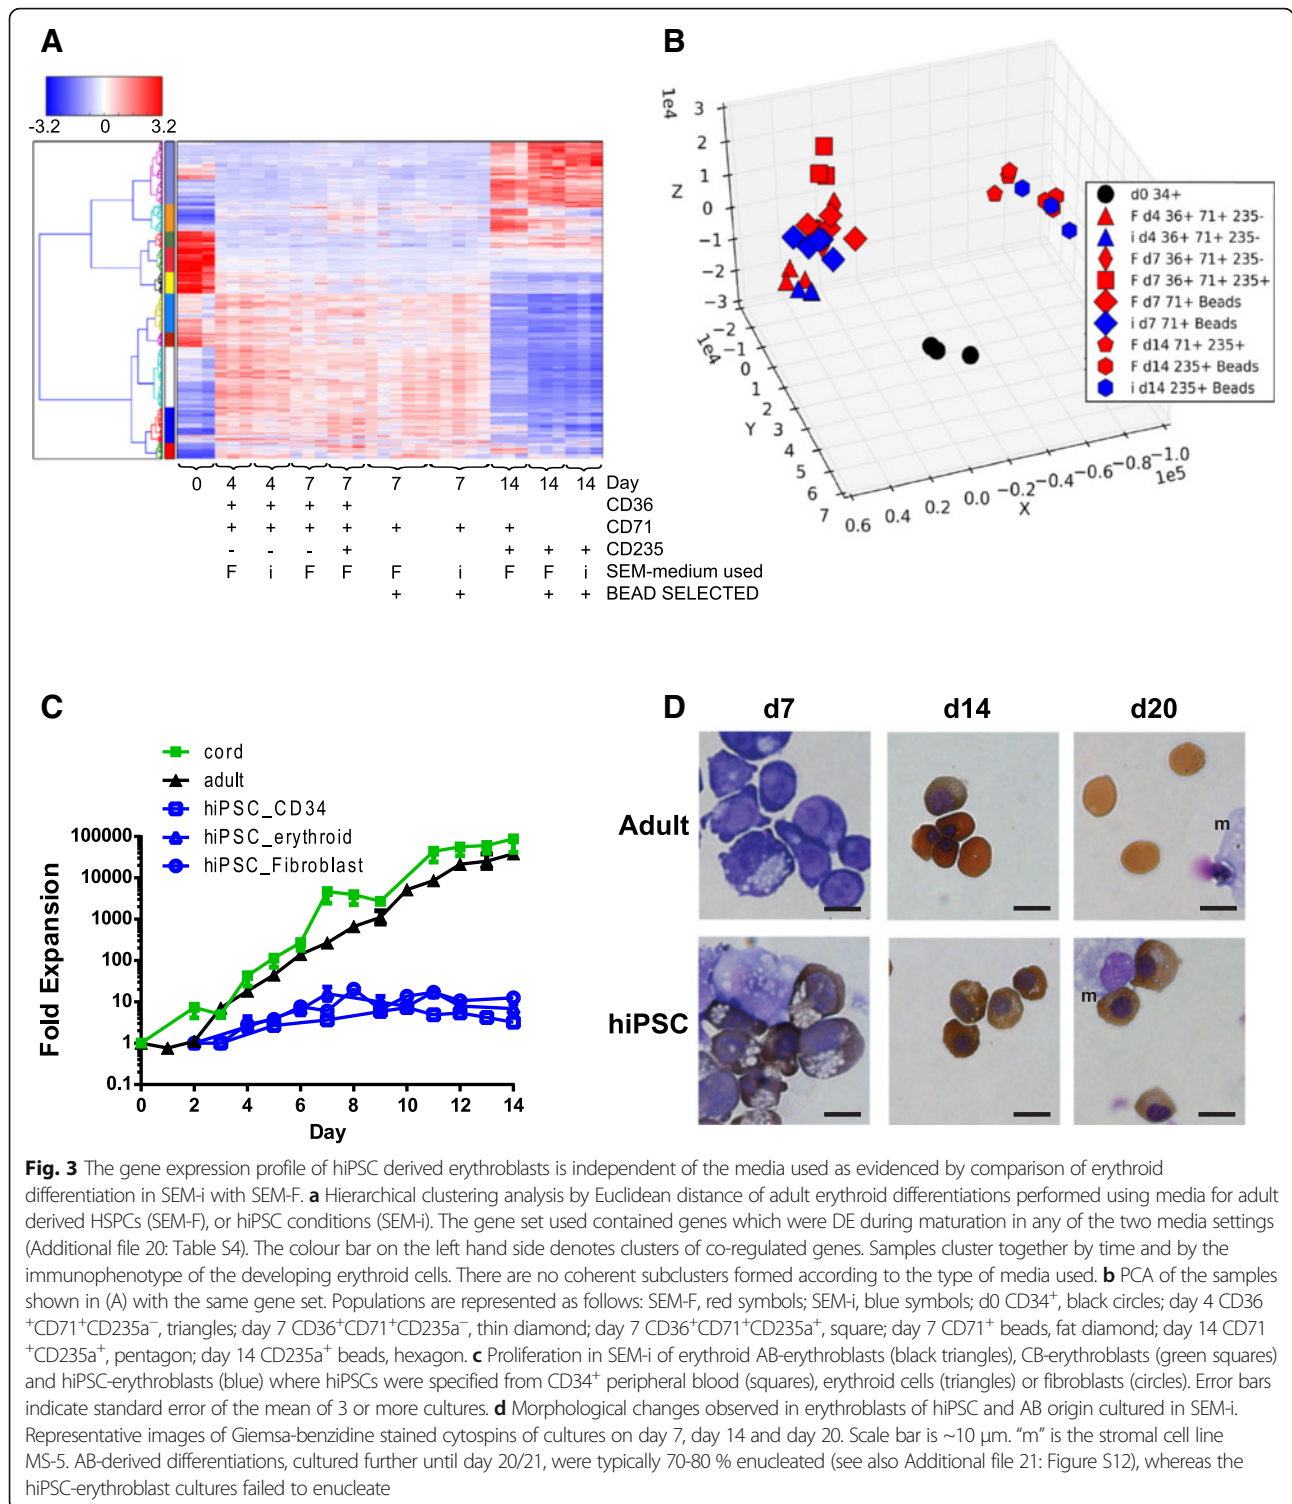 A
B
-3.2 0 3.2
0 4 4 7 7 7 7 14 14 14 Day
+ + + + CD36
+ + + + + + + CD71
- - - + + + + CD235
F i F F F i F F i SEM-medium used
+ + + + BEAD SELECTED
1e4
3
2
1
0
−1
−2
−3
Z
1e4
−2
−1
0
1
2
3
4
5
6
7
Y
0.6 0.4 0.2 0.0 −0.2 −0.4 −0.6 −0.8 −1.0
1e5
X
d0 34+
F d4 36+ 71+ 235-
i d4 36+ 71+ 235-
F d7 36+ 71+ 235-
F d7 36+ 71+ 235+
F d7 71+ Beads
i d7 71+ Beads
F d14 71+ 235+
F d14 235+ Beads
i d14 235+ Beads
C
cord
adult
hiPSC_CD34
hiPSC_erythroid
hiPSC_Fibroblast
100000
10000
1000
100
10
1
0.1
Fold Expansion
0 2 4 6 8 10 12 14
Day
D
d7 d14 d20
Adult
m
hiPSC
m
Fig. 3 The gene expression profile of hiPSC derived erythroblasts is independent of the media used as evidenced by comparison of erythroid
differentiation in SEM-i with SEM-F. a Hierarchical clustering analysis by Euclidean distance of adult erythroid differentiations performed using media for adult
derived HSPCs (SEM-F), or hiPSC conditions (SEM-i). The gene set used contained genes which were DE during maturation in any of the two media settings
(Additional file 20: Table S4). The colour bar on the left hand side denotes clusters of co-regulated genes. Samples cluster together by time and by the
immunophenotype of the developing erythroid cells. There are no coherent subclusters formed according to the type of media used. b PCA of the samples
shown in (A) with the same gene set. Populations are represented as follows: SEM-F, red symbols; SEM-i, blue symbols; d0 CD34⁺, black circles; day 4 CD36
⁺CD71⁺CD235a⁻, triangles; day 7 CD36⁺CD71⁺CD235a⁻, thin diamond; day 7 CD36⁺CD71⁺CD235a⁺, square; day 7 CD71⁺ beads, fat diamond; day 14 CD71
⁺CD235a⁺, pentagon; day 14 CD235a⁺ beads, hexagon. c Proliferation in SEM-i of erythroid AB-erythroblasts (black triangles), CB-erythroblasts (green squares)
and hiPSC-erythroblasts (blue) where hiPSCs were specified from CD34⁺ peripheral blood (squares), erythroid cells (triangles) or fibroblasts (circles). Error bars
indicate standard error of the mean of 3 or more cultures. d Morphological changes observed in erythroblasts of hiPSC and AB origin cultured in SEM-i.
Representative images of Giemsa-benzidine stained cytospins of cultures on day 7, day 14 and day 20. Scale bar is ~10 μm. “m” is the stromal cell line
MS-5. AB-derived differentiations, cultured further until day 20/21, were typically 70-80 % enucleated (see also Additional file 21: Figure S12), whereas the
hiPSC-erythroblast cultures failed to enucleate